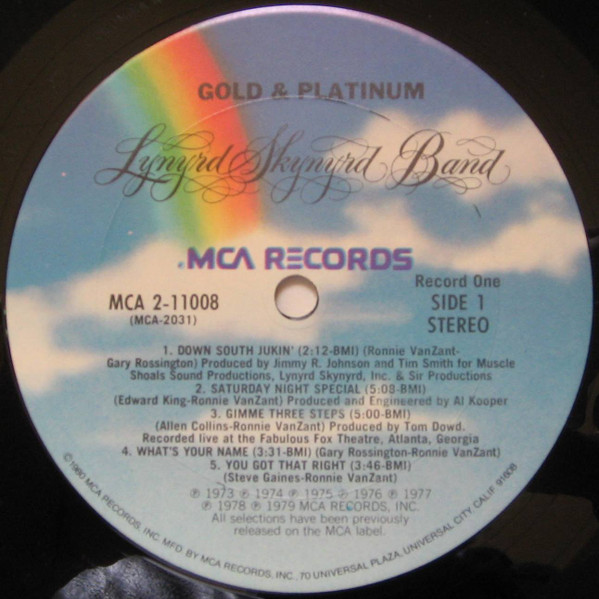 GOLD & PLATINUM
Lynyrd Skynyrd Band
MCA RECORDS
MCA 2-11008
(MCA-2031)
Record One
SIDE 1
STEREO
1. DOWN SOUTH JUKIN' (2:12-BMI) (Ronnie VanZant-
Gary Rossington) Produced by Jimmy R. Johnson and Tim Smith for Muscle
Shoals Sound Productions, Lynyrd Skynyrd, Inc. & Sir Productions
2. SATURDAY NIGHT SPECIAL (5:08-BMI)
(Edward King-Ronnie VanZant) Produced and Engineered by Al Kooper
3. GIMME THREE STEPS (5:00-BMI)
(Allen Collins-Ronnie VanZant) Produced by Tom Dowd.
Recorded live at the Fabulous Fox Theatre, Atlanta, Georgia
4. WHAT'S YOUR NAME (3:31-BMI) (Gary Rossington-Ronnie VanZant)
5. YOU GOT THAT RIGHT (3:46-BMI)
(Steve Gaines-Ronnie VanZant)
℗ 1973 ℗ 1974 ℗ 1975 ℗ 1976 ℗ 1977
℗ 1978 ℗ 1979 MCA RECORDS, INC.
All selections have been previously
released on the MCA label.
©1980 MCA RECORDS, INC. MFD BY MCA RECORDS, INC., 70 UNIVERSAL PLAZA, UNIVERSAL CITY, CALIF. 91608